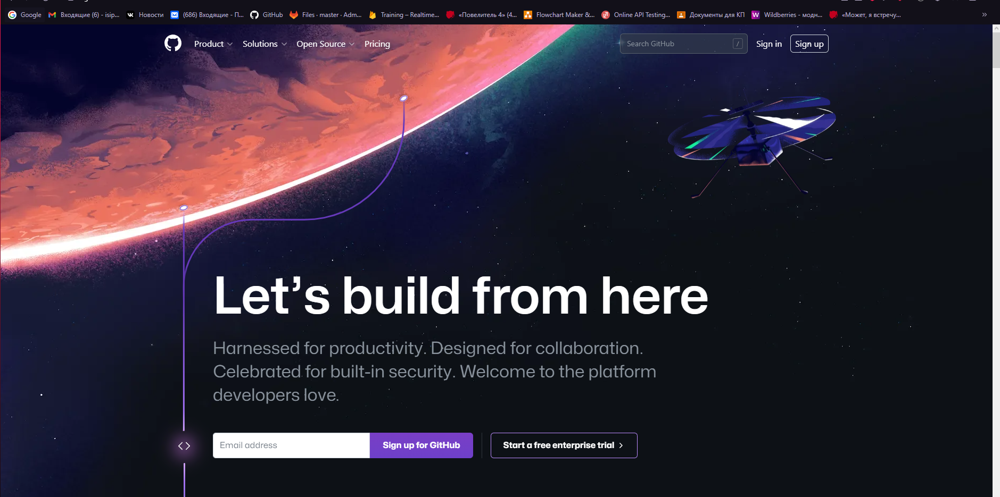 Google
Входящие (6) - isip...
Новости
(686) Входящие - П...
GitHub
Files · master · Adm...
Training – Realtime...
«Повелитель 4» (4...
Flowchart Maker &...
Online API Testing...
Документы для КП
Wildberries - модн...
«Может, я встречу...
Product
Solutions
Open Source
Pricing
Search GitHub
/
Sign in
Sign up
Let’s build from here
Harnessed for productivity. Designed for collaboration.
Celebrated for built-in security. Welcome to the platform
developers love.
Email address
Sign up for GitHub
Start a free enterprise trial